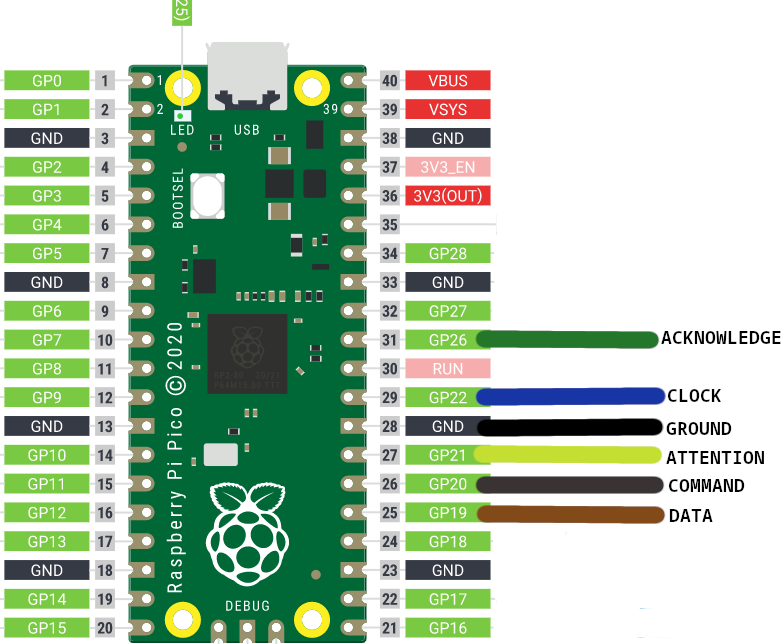 25)
GP0 1 1 40 VBUS
GP1 2 2 39 39 VSYS
GND 3 LED USB 38 GND
GP2 4 37 3V3_EN
GP3 5 BOOTSEL 36 3V3(OUT)
GP4 6 35
GP5 7 34 GP28
GND 8 33 GND
GP6 9 32 GP27
GP7 10 31 GP26 ACKNOWLEDGE
GP8 11 30 RUN
GP9 12 29 GP22 CLOCK
GND 13 28 GND GROUND
GP10 14 27 GP21 ATTENTION
GP11 15 26 GP20 COMMAND
GP12 16 25 GP19 DATA
GP13 17 24 GP18
GND 18 23 GND
GP14 19 22 GP17
GP15 20 21 GP16
Raspberry Pi Pico © 2020
DEBUG